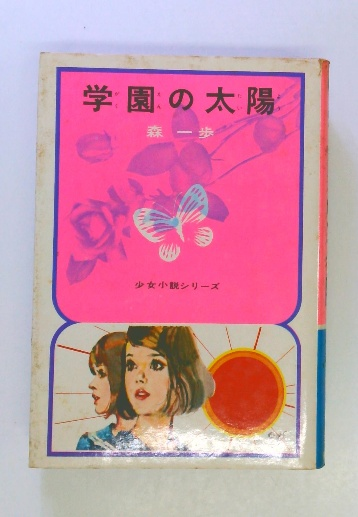 学園の太陽
森一歩
少女小説シリーズ